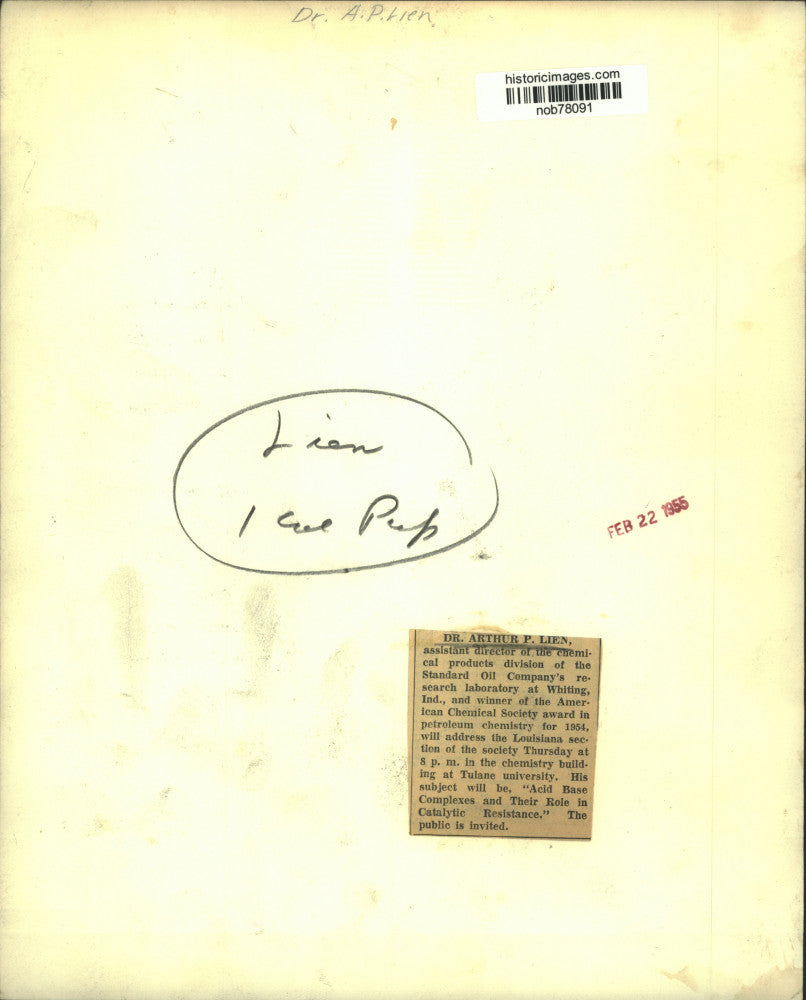 Dr. A.P. Lien
historicimages.com
nob78091
Lien
1 col
FEB 22 1955
DR. ARTHUR P. LIEN,
assistant director of the chemi-
cal products division of the
Standard Oil Company's re-
search laboratory at Whiting,
Ind., and winner of the Amer-
ican Chemical Society award in
petroleum chemistry for 1954,
will address the Louisiana sec-
tion of the society Thursday at
8 p. m. in the chemistry build-
ing at Tulane university. His
subject will be, "Acid Base
Complexes and Their Role in
Catalytic Resistance." The
public is invited.